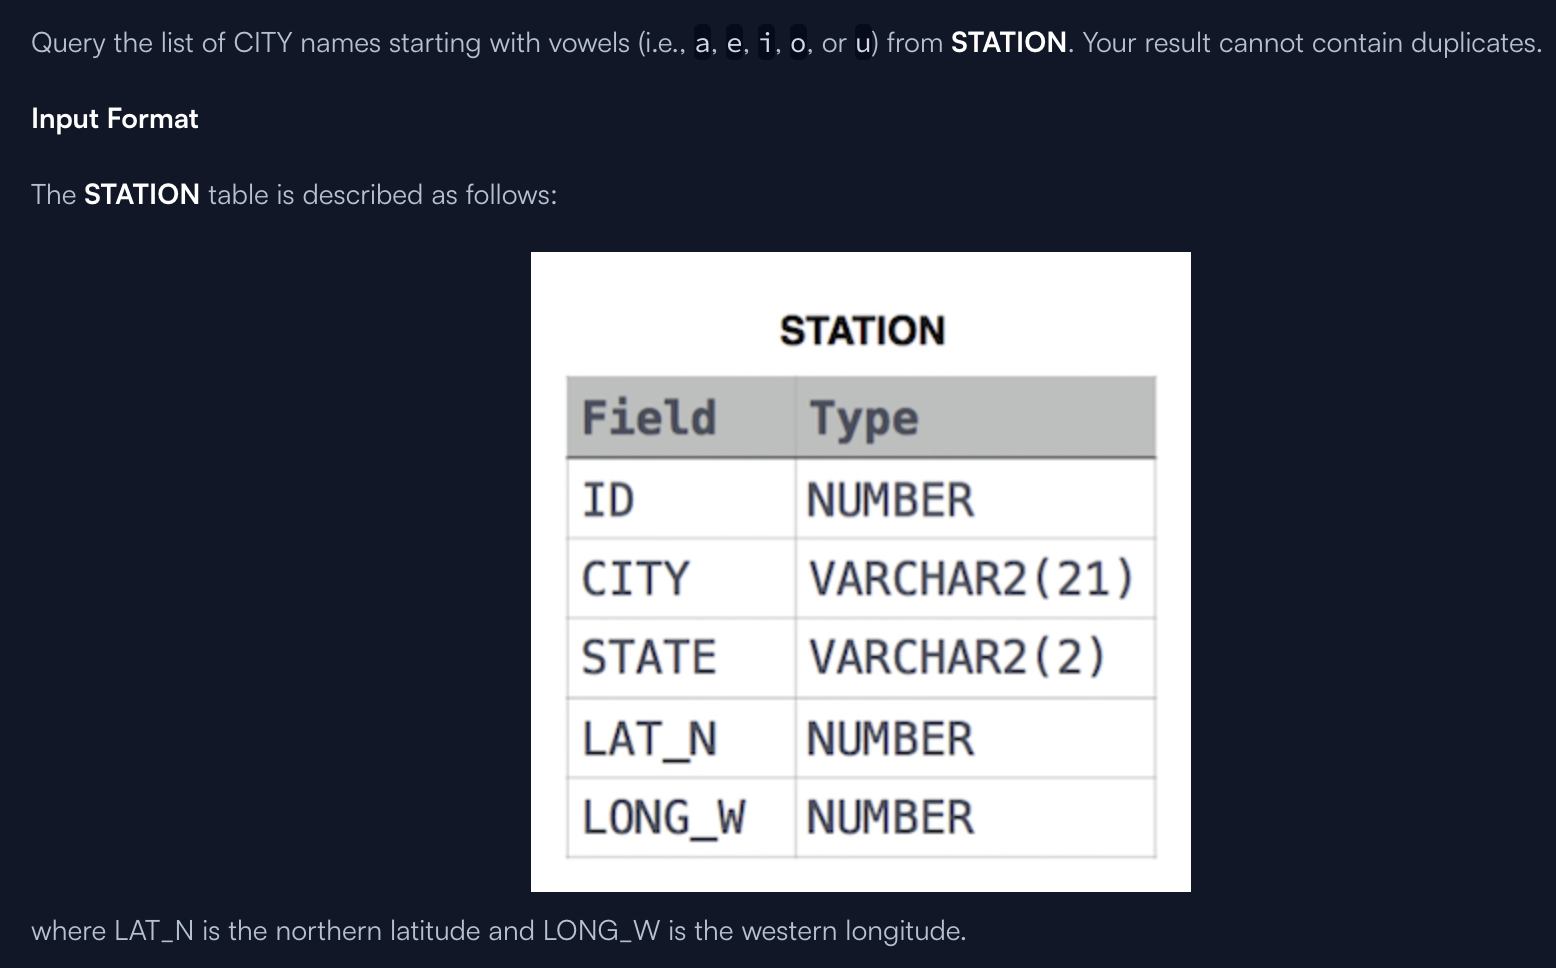 Query the list of CITY names starting with vowels (i.e., a, e, i, o, or u) from STATION. Your result cannot contain duplicates.
Input Format
The STATION table is described as follows:
STATION
Field Type
ID NUMBER
CITY VARCHAR2(21)
STATE VARCHAR2(2)
LAT_N NUMBER
LONG_W NUMBER
where LAT_N is the northern latitude and LONG_W is the western longitude.